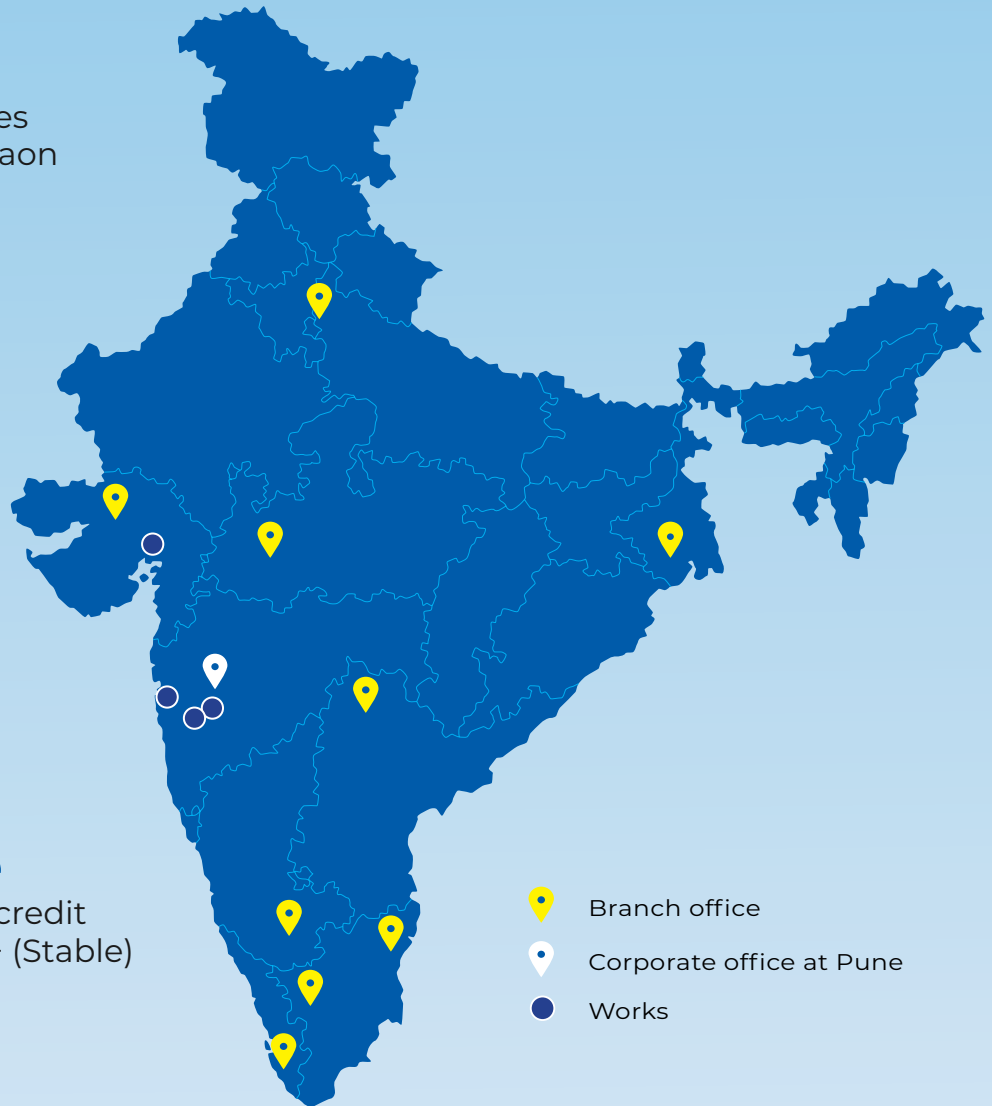 es
aon
credit
(Stable)
Branch office
Corporate office at Pune
Works